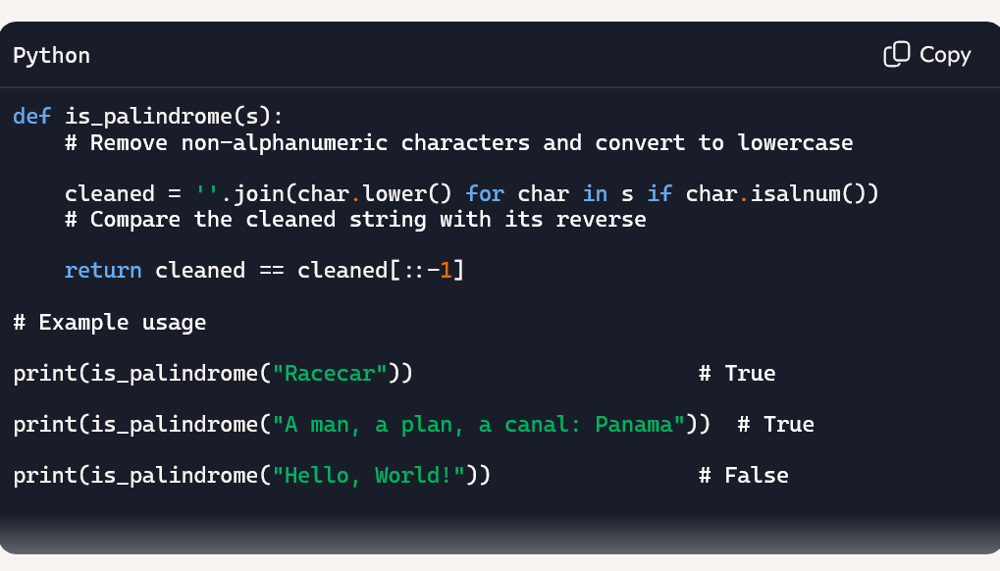 Python
Copy
def is_palindrome(s):
    # Remove non-alphanumeric characters and convert to lowercase
    cleaned = ''.join(char.lower() for char in s if char.isalnum())
    # Compare the cleaned string with its reverse
    return cleaned == cleaned[::-1]
# Example usage
print(is_palindrome("Racecar"))                      # True
print(is_palindrome("A man, a plan, a canal: Panama"))  # True
print(is_palindrome("Hello, World!"))                # False